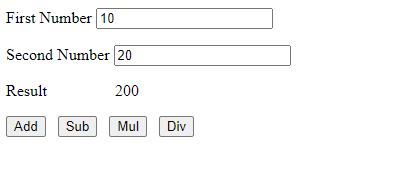 First Number 10
Second Number 20
Result 200
Add Sub Mul Div